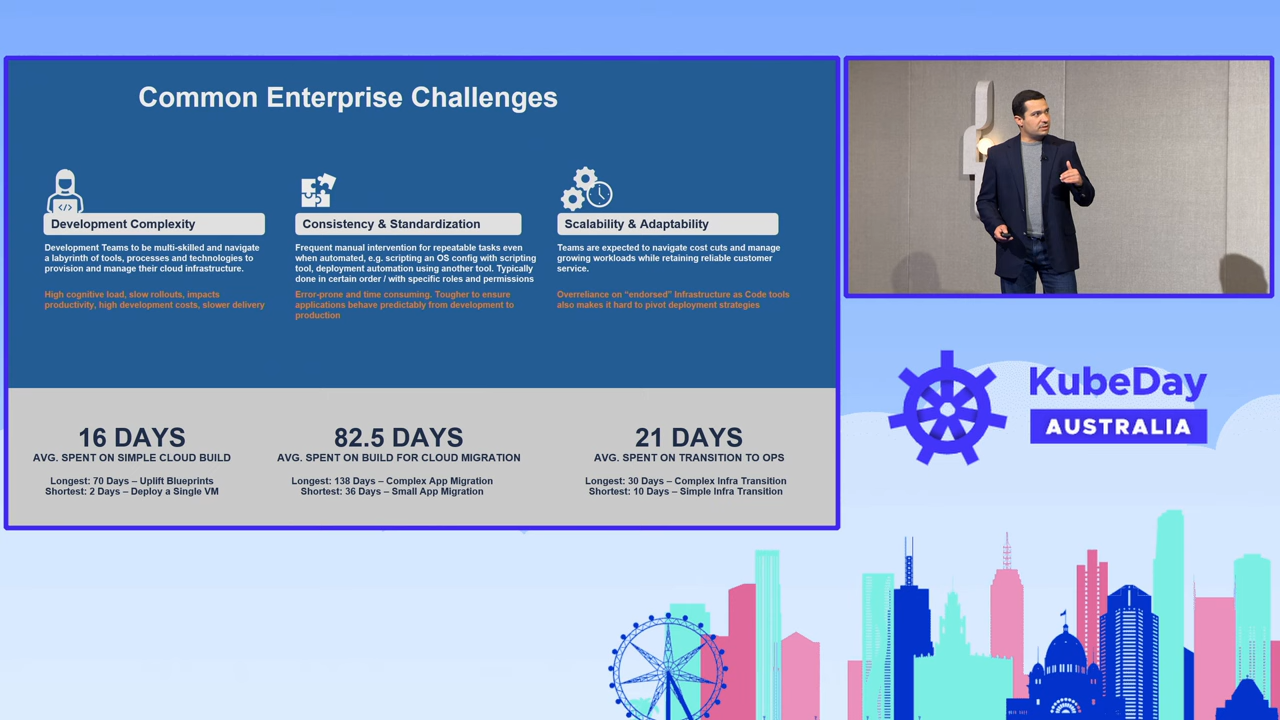 Common Enterprise Challenges
</>
Development Complexity
Development Teams to be multi-skilled and navigate
a labyrinth of tools, processes and technologies to
provision and manage their cloud infrastructure.
High cognitive load, slow rollouts, impacts
productivity, high development costs, slower delivery
Consistency & Standardization
Frequent manual intervention for repeatable tasks even
when automated, e.g. scripting an OS config with scripting
tool, deployment automation using another tool. Typically
done in certain order / with specific roles and permissions
Error-prone and time consuming. Tougher to ensure
applications behave predictably from development to
production
Scalability & Adaptability
Teams are expected to navigate cost cuts and manage
growing workloads while retaining reliable customer
service.
Overreliance on “endorsed” Infrastructure as Code tools
also makes it hard to pivot deployment strategies
16 DAYS
AVG. SPENT ON SIMPLE CLOUD BUILD
Longest: 70 Days – Uplift Blueprints
Shortest: 2 Days – Deploy a Single VM
82.5 DAYS
AVG. SPENT ON BUILD FOR CLOUD MIGRATION
Longest: 138 Days – Complex App Migration
Shortest: 36 Days – Small App Migration
21 DAYS
AVG. SPENT ON TRANSITION TO OPS
Longest: 30 Days – Complex Infra Transition
Shortest: 10 Days – Simple Infra Transition
KubeDay
AUSTRALIA